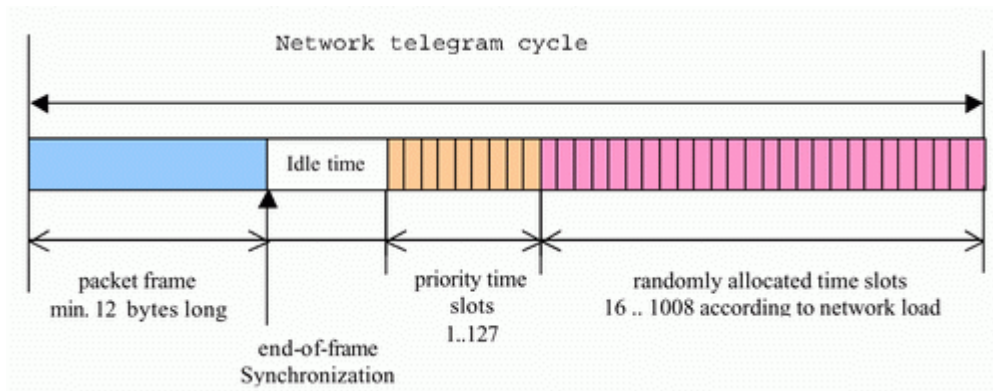 Network telegram cycle
Idle time
packet frame
min. 12 bytes long
end-of-frame
Synchronization
priority time
slots
1..127
randomly allocated time slots
16 .. 1008 according to network load